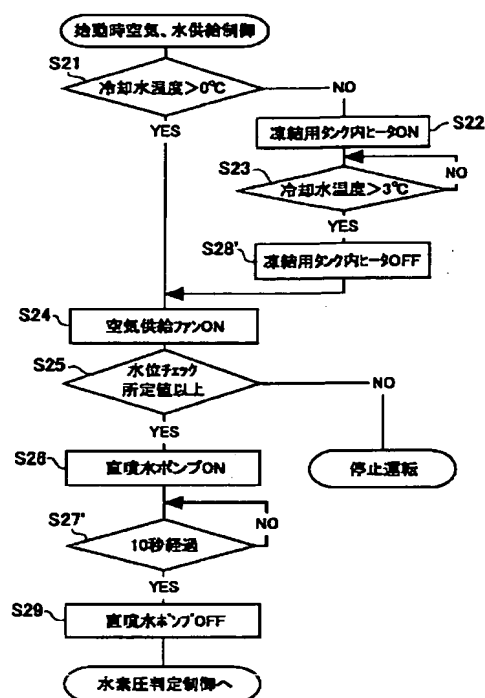 始動時空気、水供給制御
S21
冷却水温度>0℃
NO
YES
凍結用タンク内ヒータON
S22
S23
冷却水温度>3℃
NO
YES
S28'
凍結用タンク内ヒータOFF
S24
空気供給ファンON
S25
水位チェック
所定値以上
NO
YES
停止運転
S26
直噴水ポンプON
S27'
10秒経過
NO
YES
S29
直噴水ポンプOFF
水素圧判定制御へ